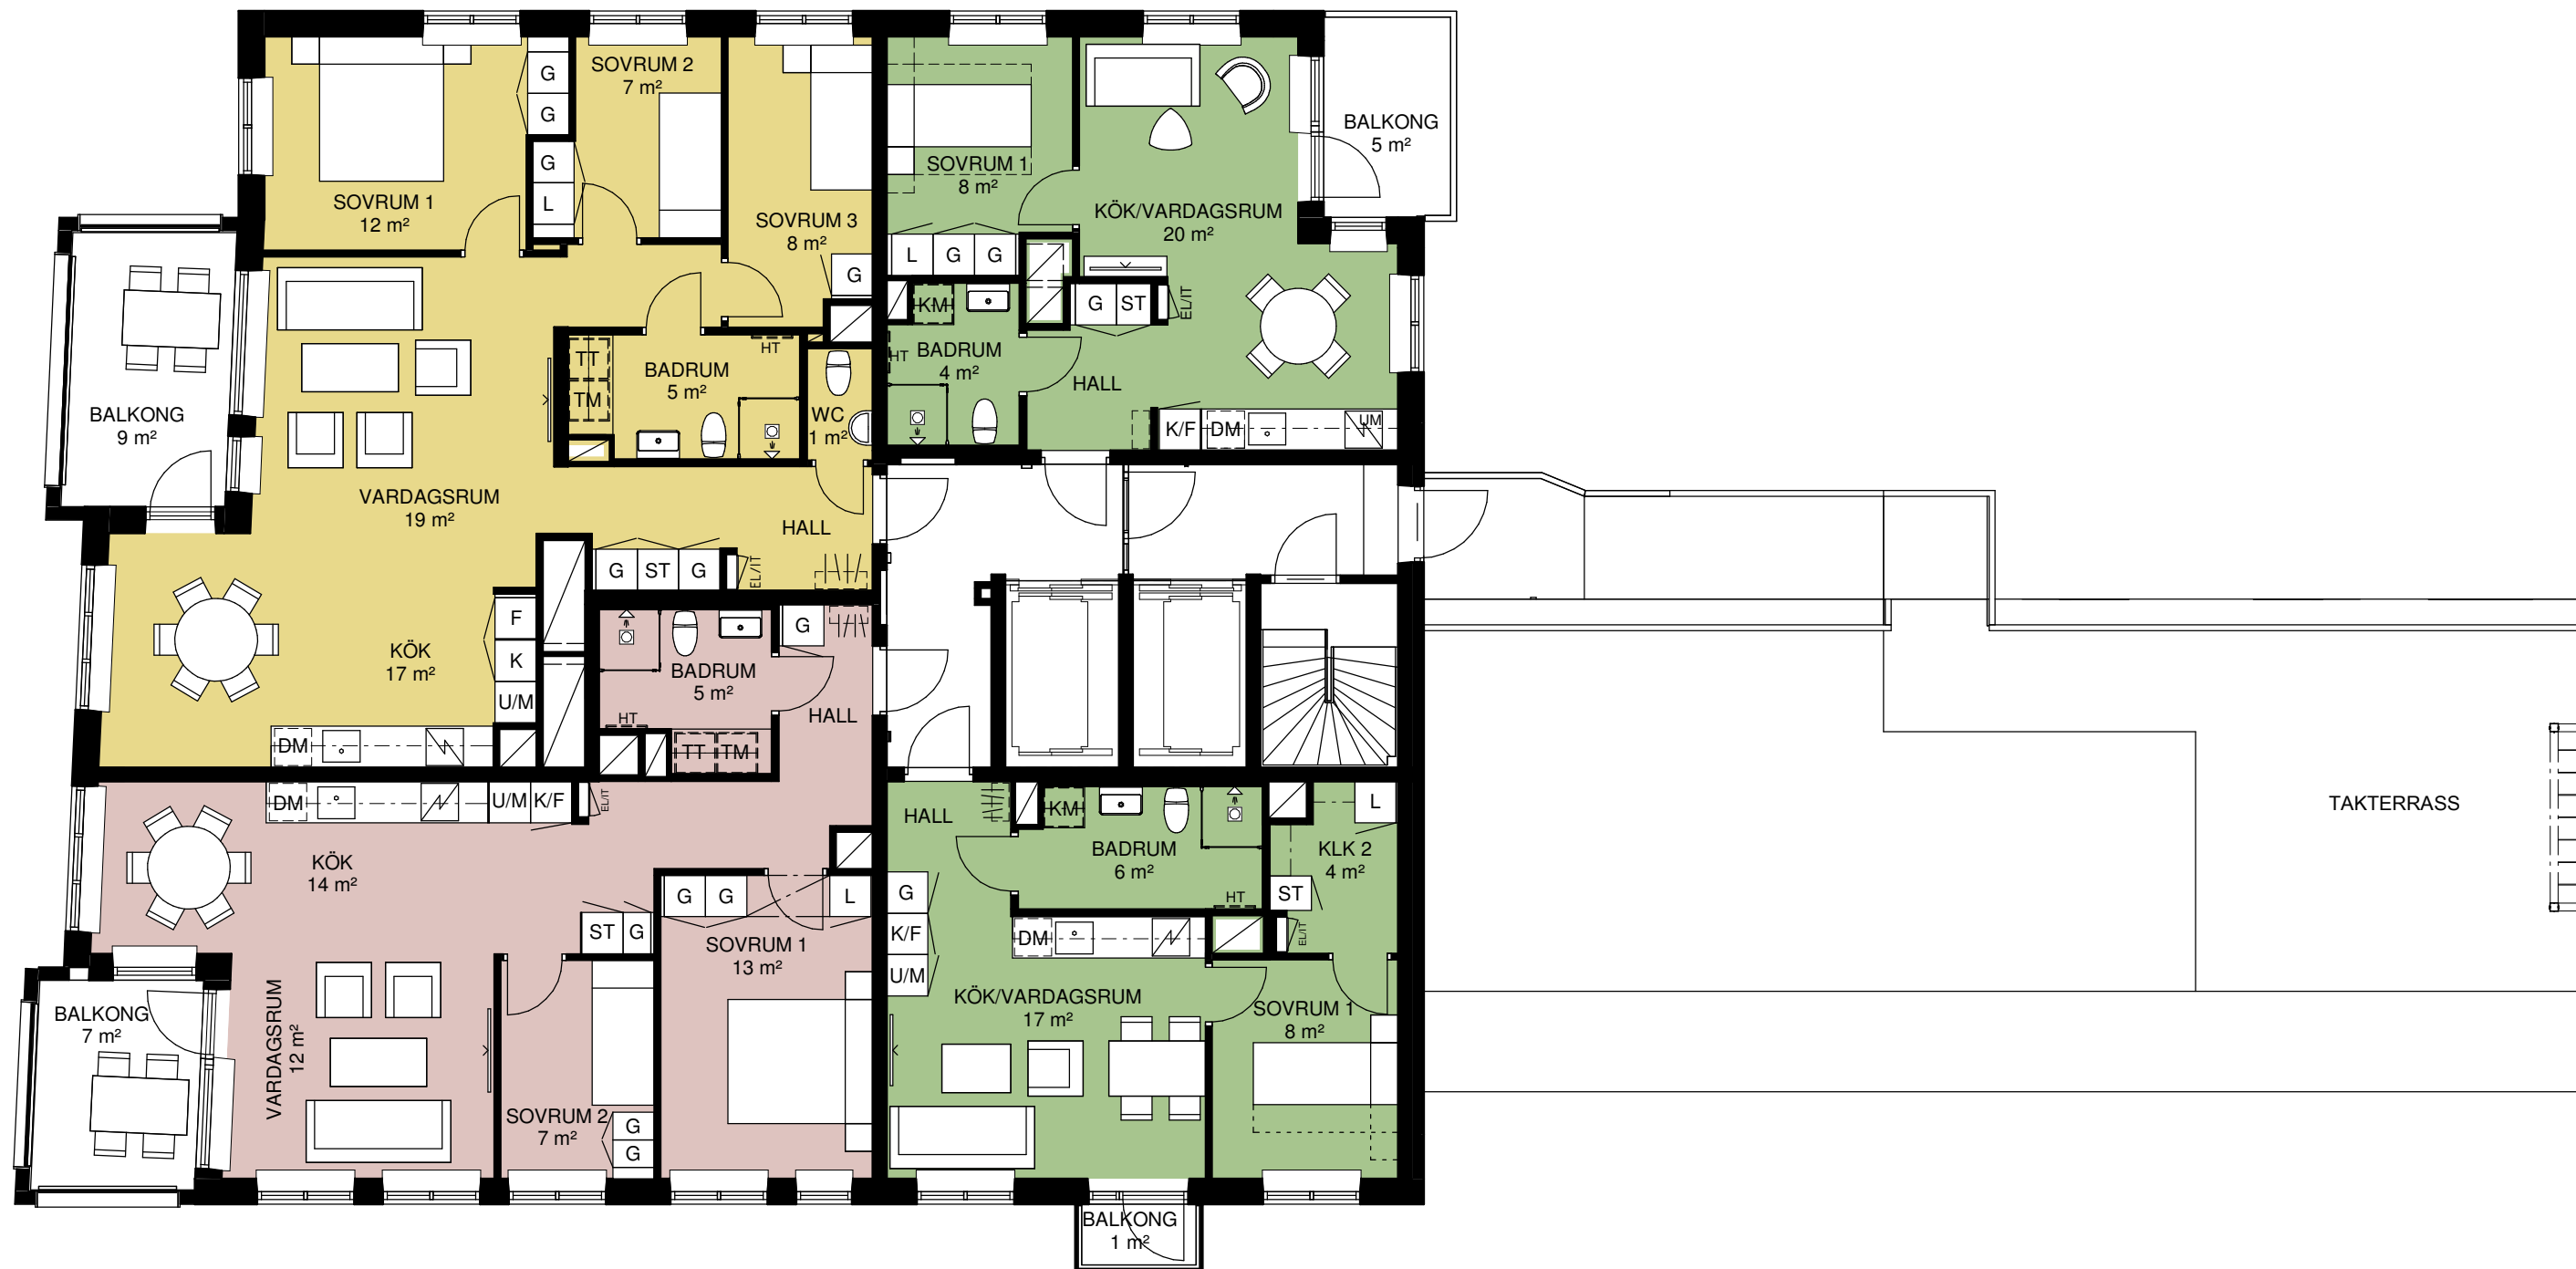 G
G
G
L
SOVRUM 1
12 m²
SOVRUM 2
7 m²
SOVRUM 3
8 m²
G
BALKONG
9 m²
TT
TM
BADRUM
5 m²
HT
WC
1 m²
VARDAGSRUM
19 m²
HALL
G
ST
G
EL/IT
F
K
U/M
KÖK
17 m²
DM
SOVRUM 1
8 m²
L
G
G
KÖK/VARDAGSRUM
20 m²
BALKONG
5 m²
KM
G
ST
EL/IT
HT
BADRUM
4 m²
HALL
K/F
DM
UM
G
BADRUM
5 m²
HALL
HT
TT
TM
DM
U/M
K/F
EL/IT
KÖK
14 m²
ST
G
G
G
L
SOVRUM 1
13 m²
BALKONG
7 m²
VARDAGSRUM
12 m²
SOVRUM 2
7 m²
G
G
HALL
KM
BADRUM
6 m²
HT
L
KLK 2
4 m²
ST
EL/IT
G
K/F
U/M
DM
KÖK/VARDAGSRUM
17 m²
SOVRUM 1
8 m²
BALKONG
1 m²
TAKTERRASS